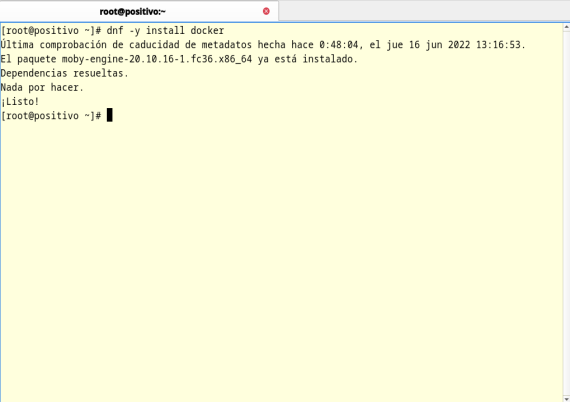 root@positivo:~
[root@positivo ~]# dnf -y install docker
Última comprobación de caducidad de metadatos hecha hace 0:48:04, el jue 16 jun 2022 13:16:53.
El paquete moby-engine-20.10.16-1.fc36.x86_64 ya está instalado.
Dependencias resueltas.
Nada por hacer.
¡Listo!
[root@positivo ~]#